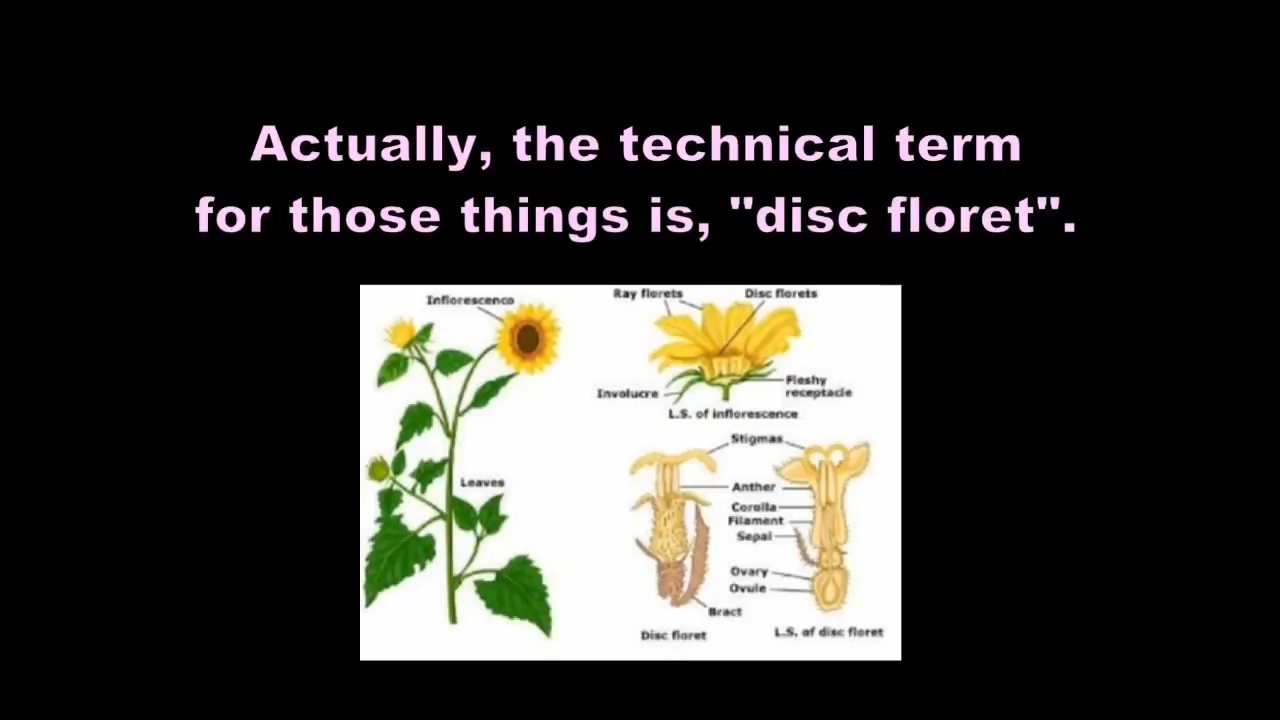 Actually, the technical term
for those things is, "disc floret".
Inflorescence
Ray florets
Disc florets
Involucre
Fleshy
receptacle
L.S. of inflorescence
Stigmas
Leaves
Anther
Corolla
Filament
Sepal
Ovary
Ovule
Bract
Disc floret
L.S. of disc floret